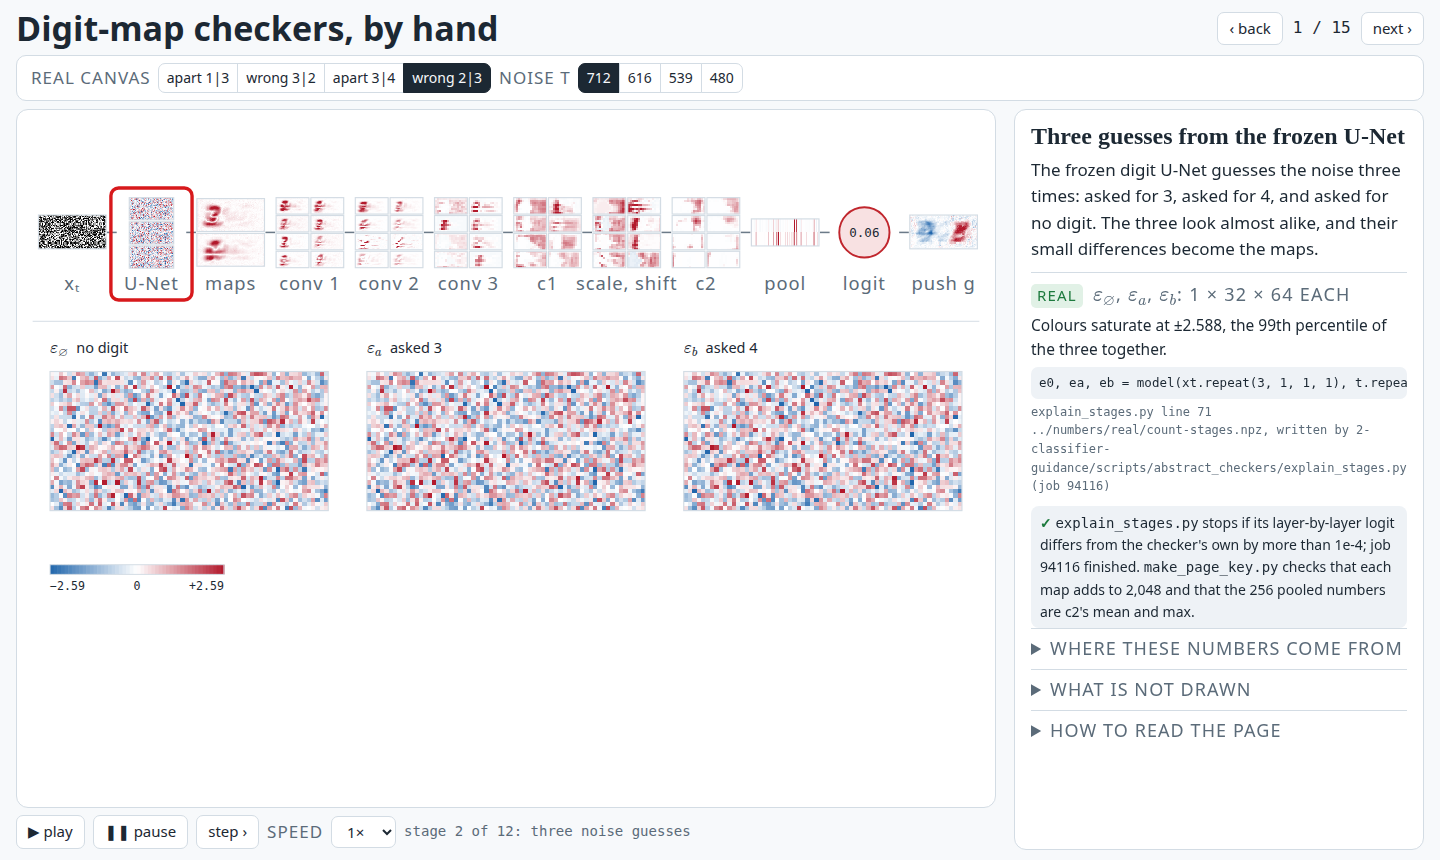 Digit-map checkers, by hand
‹ back 1 / 15 next ›
REAL CANVAS apart 1|3 wrong 3|2 apart 3|4 wrong 2|3 NOISE T 712 616 539 480
0.06
xₜ U-Net maps conv 1 conv 2 conv 3 c1 scale, shift c2 pool logit push g
ε∅ no digit
εa asked 3
εb asked 4
−2.59 0 +2.59
Three guesses from the frozen U-Net
The frozen digit U-Net guesses the noise three
times: asked for 3, asked for 4, and asked for
no digit. The three look almost alike, and their
small differences become the maps.
REAL ε∅, εa, εb: 1 × 32 × 64 EACH
Colours saturate at ±2.588, the 99th percentile of
the three together.
e0, ea, eb = model(xt.repeat(3, 1, 1, 1), t.repea
explain_stages.py line 71
../numbers/real/count-stages.npz, written by 2-
classifier-
guidance/scripts/abstract_checkers/explain_stages.py
(job 94116)
✓ explain_stages.py stops if its layer-by-layer logit
differs from the checker's own by more than 1e-4; job
94116 finished. make_page_key.py checks that each
map adds to 2,048 and that the 256 pooled numbers
are c2's mean and max.
▶ WHERE THESE NUMBERS COME FROM
▶ WHAT IS NOT DRAWN
▶ HOW TO READ THE PAGE
▶ play ❚❚ pause step › SPEED 1× stage 2 of 12: three noise guesses